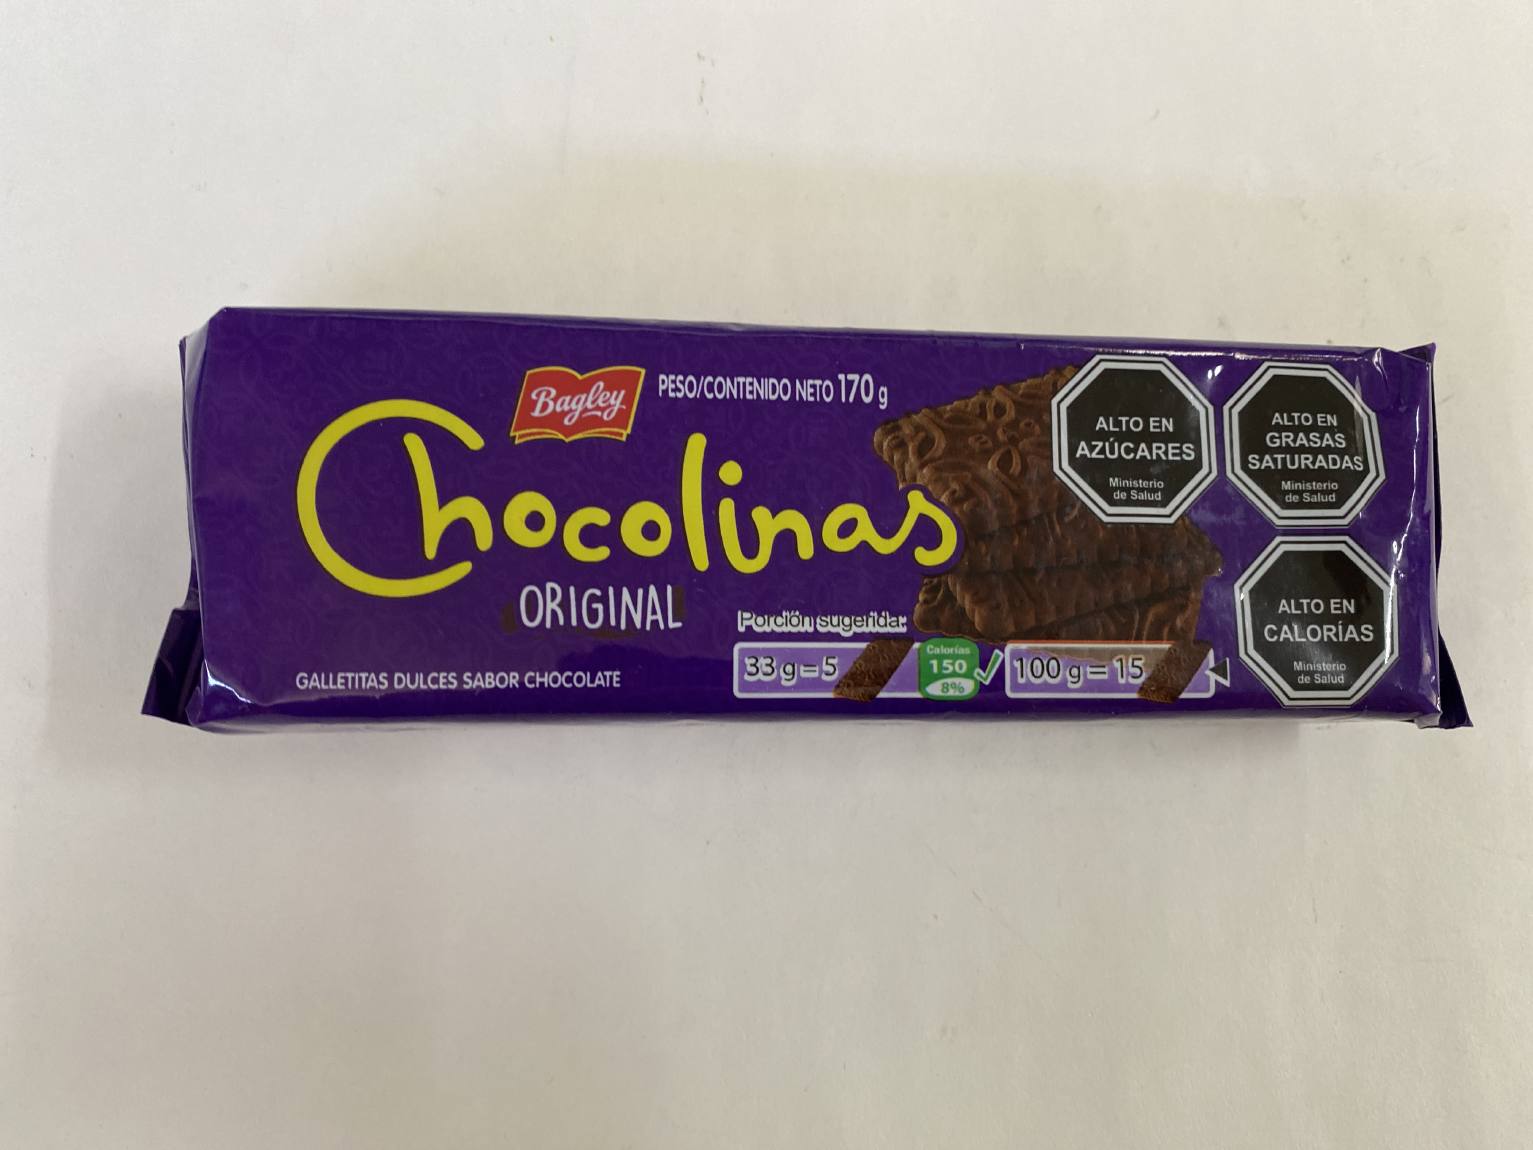 Bagley
PESO/CONTENIDO NETO 170 g
Chocolinas
ORIGINAL
GALLETITAS DULCES SABOR CHOCOLATE
Porción sugerida:
33 g=5
Calorías
150
8%
100 g=15
ALTO EN
AZÚCARES
Ministerio
de Salud
ALTO EN
GRASAS
SATURADAS
Ministerio
de Salud
ALTO EN
CALORÍAS
Ministerio
de Salud